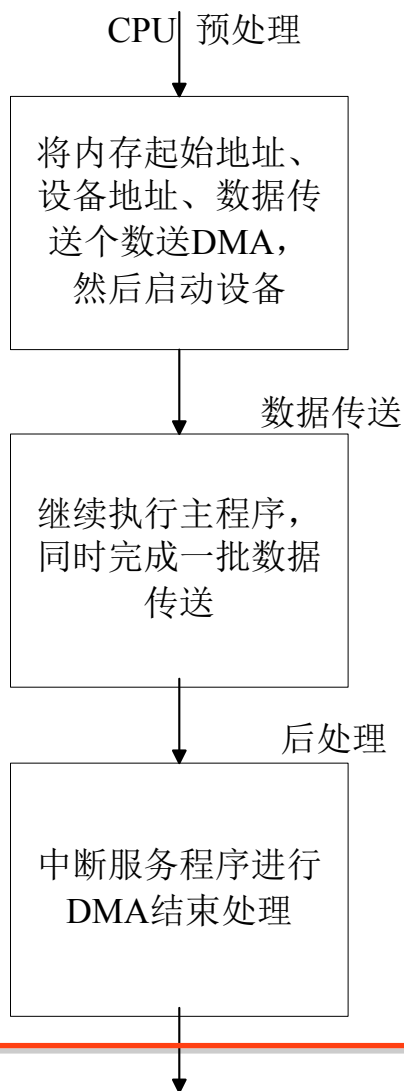 CPU 预处理
将内存起始地址、
设备地址、数据传
送个数送DMA，
然后启动设备
数据传送
继续执行主程序，
同时完成一批数据
传送
后处理
中断服务程序进行
DMA结束处理